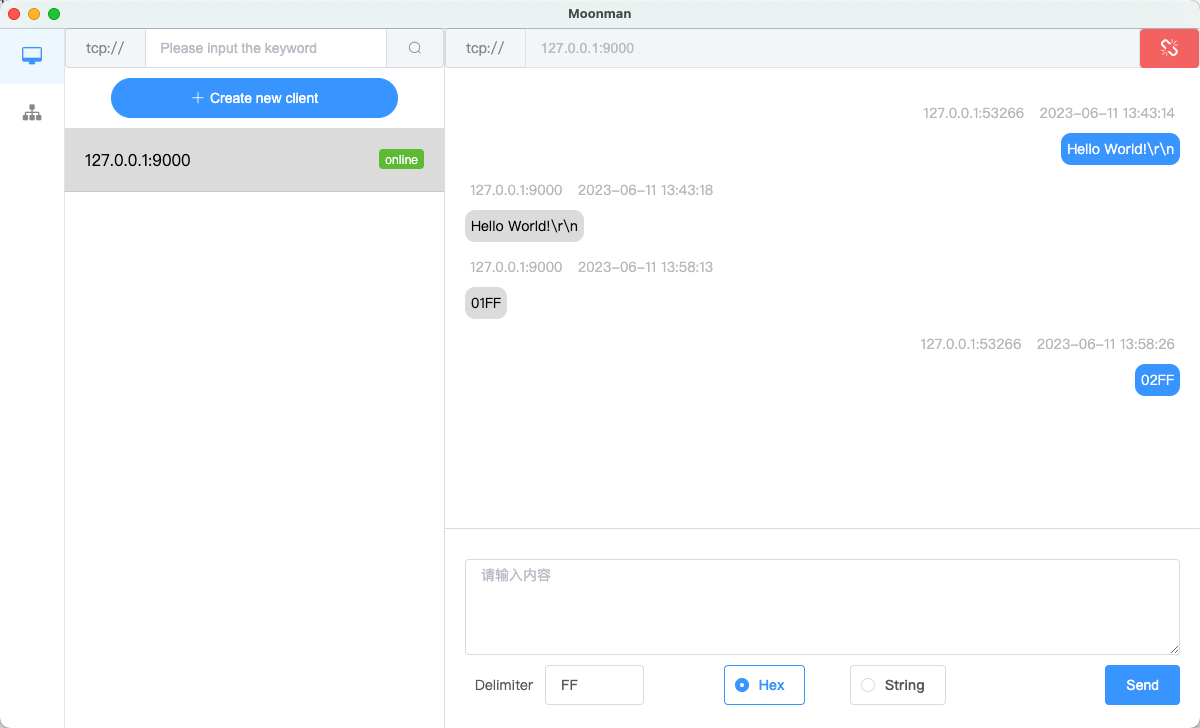 Moonman
tcp://
Please input the keyword
tcp://
127.0.0.1:9000
+ Create new client
127.0.0.1:9000
online
127.0.0.1:53266 2023-06-11 13:43:14
Hello World!\r\n
127.0.0.1:9000 2023-06-11 13:43:18
Hello World!\r\n
127.0.0.1:9000 2023-06-11 13:58:13
01FF
127.0.0.1:53266 2023-06-11 13:58:26
02FF
请输入内容
Delimiter FF Hex String Send